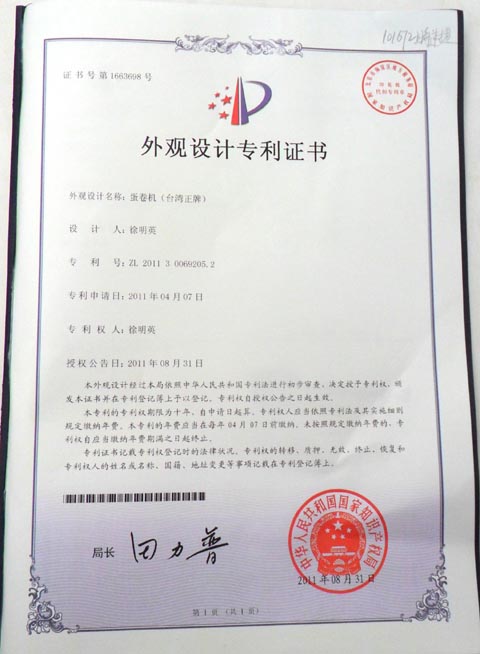 证书号第1663698号
外观设计专利证书
外观设计名称：蛋卷机（台湾正牌）
设计人：徐明英
专利号：ZL 2011 3 0069205.2
专利申请日：2011年04月07日
专利权人：徐明英
授权公告日：2011年08月31日
本外观设计经过本局依照中华人民共和国专利法进行初步审查，决定授予专利权，颁
发本证书并在专利登记簿上予以登记。专利权自授权公告之日起生效。
本专利的专利权期限为十年，自申请日起算。专利权人应当依照专利法及其实施细则
规定缴纳年费。本专利的年费应当在每年04月07日前缴纳。未按照规定缴纳年费的，专
利权自应当缴纳年费期满之日起终止。
专利证书记载专利权登记时的法律状况。专利权的转移、质押、无效、终止、恢复和
专利权人的姓名或名称、国籍、地址变更等事项记载在专利登记簿上。
局长
田力普
中华人民共和国国家知识产权局
2011年08月31日
第1页（共1页）